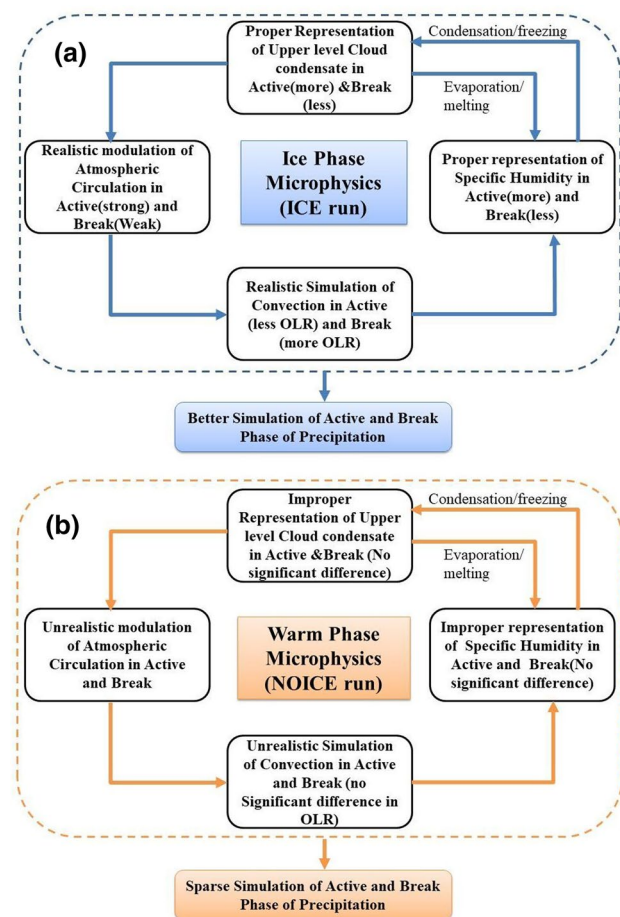 (a)
Proper Representation
of Upper level Cloud
condensate in
Active(more) &Break
(less)
Condensation/freezing
Evaporation/
melting
Realistic modulation of
Atmospheric
Circulation in
Active(strong) and
Break(Weak)
Ice Phase
Microphysics
(ICE run)
Proper representation of
Specific Humidity in
Active(more) and
Break(less)
Realistic Simulation of
Convection in Active
(less OLR) and Break
(more OLR)
Better Simulation of Active and Break
Phase of Precipitation
(b)
Improper
Representation of Upper
level Cloud condensate
in Active &Break (No
significant difference)
Condensation/freezing
Evaporation/
melting
Unrealistic modulation of
Atmospheric
Circulation in Active
and Break
Warm Phase
Microphysics
(NOICE run)
Improper representation
of Specific Humidity in
Active and Break(No
significant difference)
Unrealistic Simulation
of Convection in Active
and Break (no
Significant difference in
OLR)
Sparse Simulation of Active and Break
Phase of Precipitation